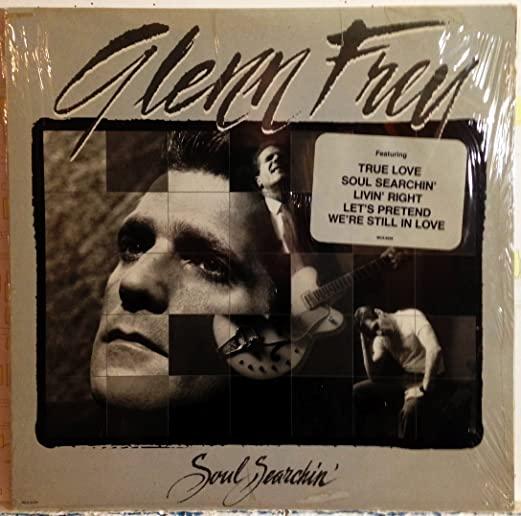 Glenn Frey
Featuring
TRUE LOVE
SOUL SEARCHIN'
LIVIN' RIGHT
LET'S PRETEND
WE'RE STILL IN LOVE
Soul Searchin'